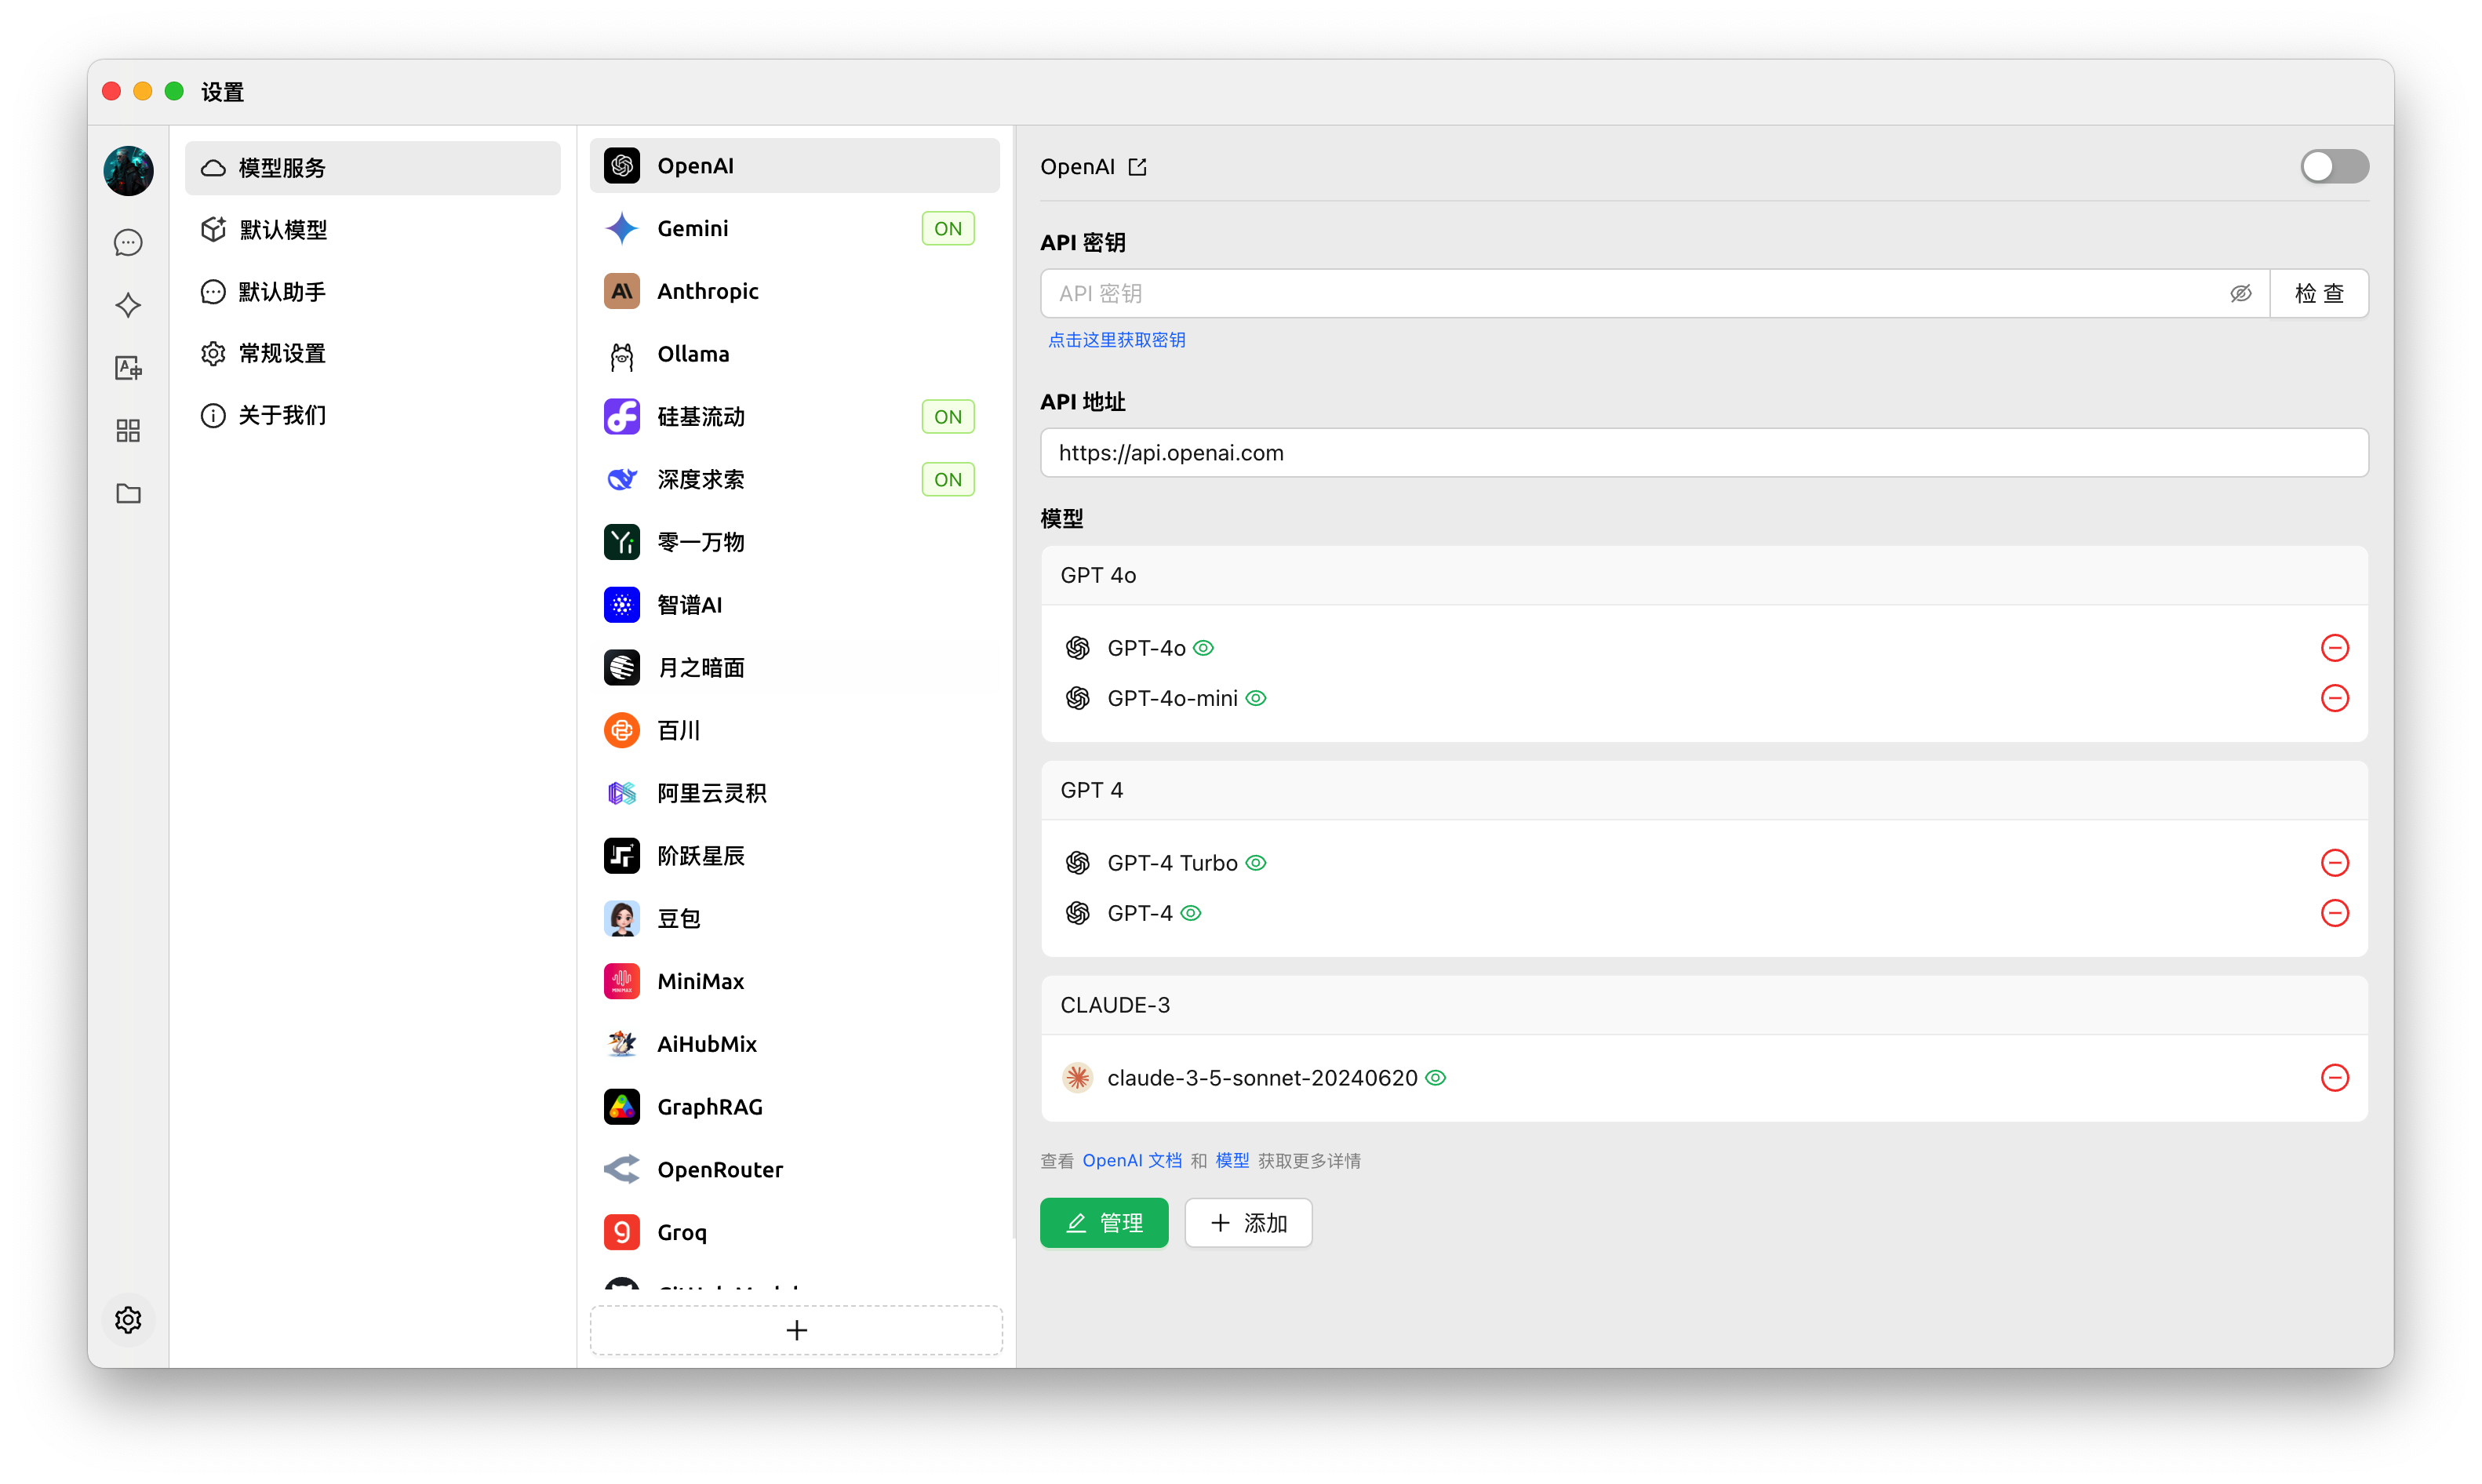 设置
模型服务
默认模型
默认助手
常规设置
关于我们
OpenAI
Gemini ON
Anthropic
Ollama
硅基流动 ON
深度求索 ON
零一万物
智谱AI
月之暗面
百川
阿里云灵积
阶跃星辰
豆包
MiniMax
AiHubMix
GraphRAG
OpenRouter
Groq
OpenAI
API 密钥
API 密钥 检 查
点击这里获取密钥
API 地址
https://api.openai.com
模型
GPT 4o
GPT-4o
GPT-4o-mini
GPT 4
GPT-4 Turbo
GPT-4
CLAUDE-3
claude-3-5-sonnet-20240620
查看 OpenAI 文档 和 模型 获取更多详情
管理 添加